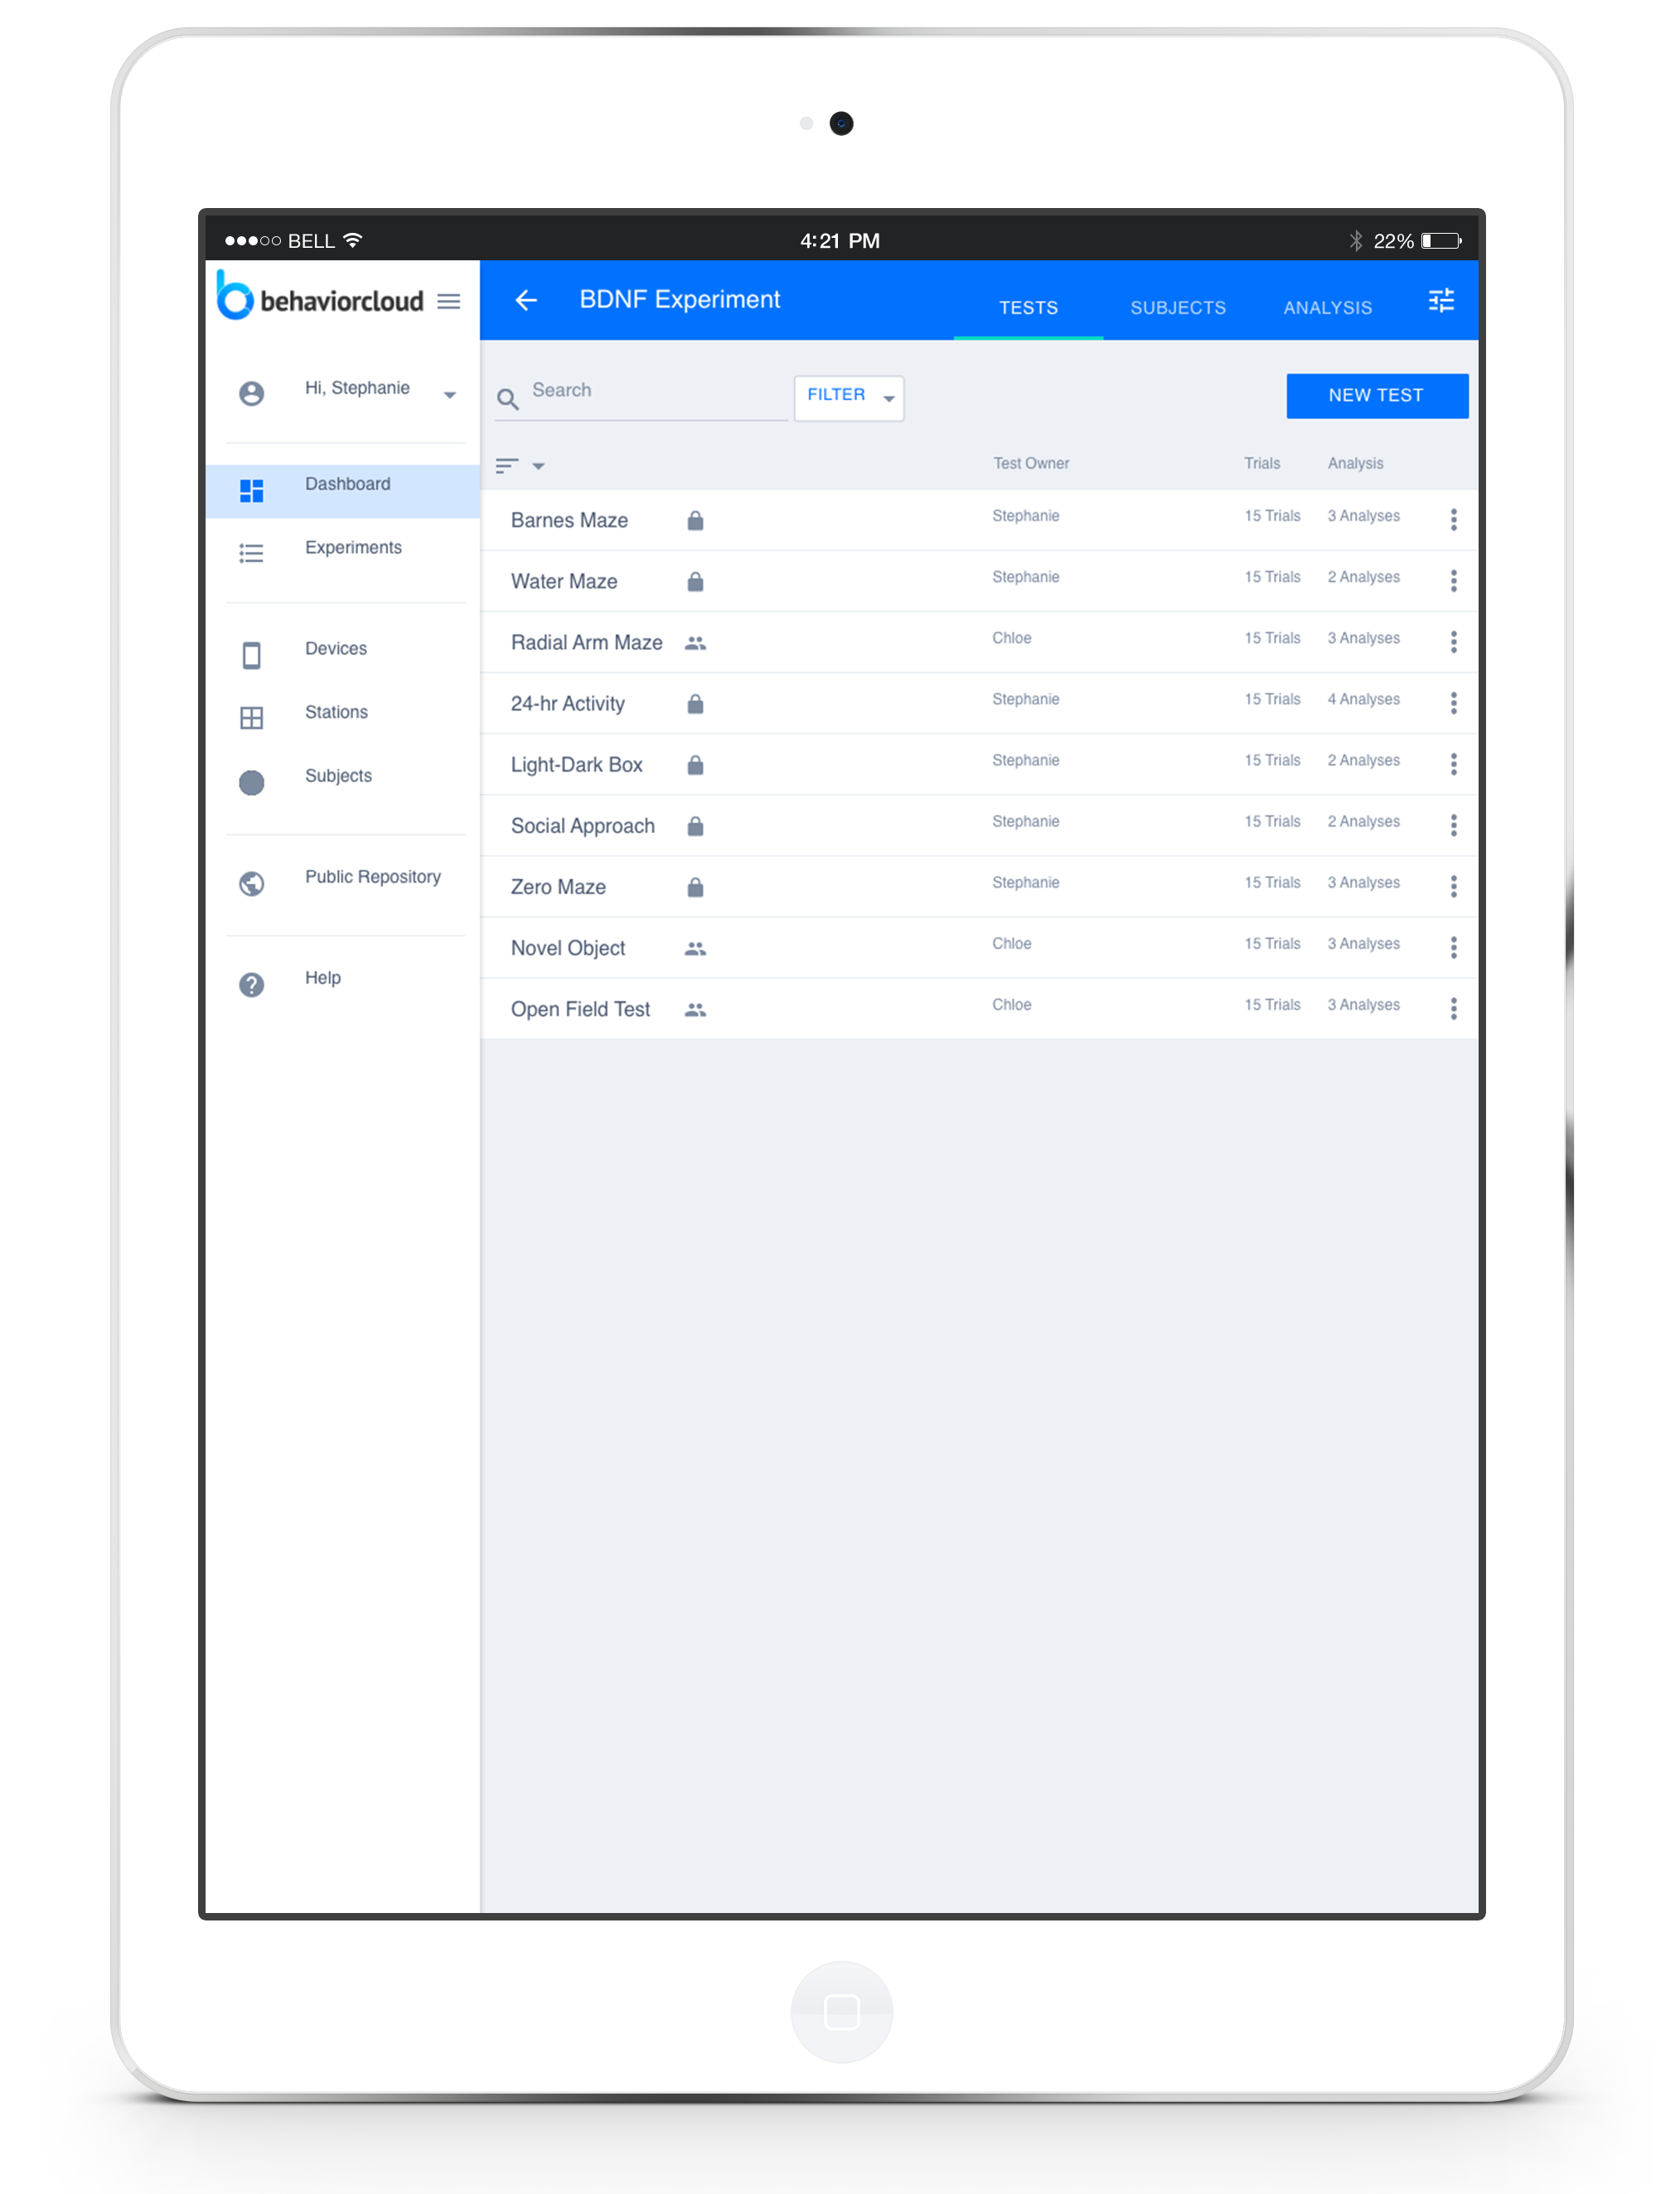 BELL 4:21 PM 22%
behaviorcloud
BDNF Experiment TESTS SUBJECTS ANALYSIS
Hi, Stephanie
Dashboard
Experiments
Devices
Stations
Subjects
Public Repository
Help
Search FILTER NEW TEST
Test Owner Trials Analysis
Barnes Maze Stephanie 15 Trials 3 Analyses
Water Maze Stephanie 15 Trials 2 Analyses
Radial Arm Maze Chloe 15 Trials 3 Analyses
24-hr Activity Stephanie 15 Trials 4 Analyses
Light-Dark Box Stephanie 15 Trials 2 Analyses
Social Approach Stephanie 15 Trials 2 Analyses
Zero Maze Stephanie 15 Trials 3 Analyses
Novel Object Chloe 15 Trials 3 Analyses
Open Field Test Chloe 15 Trials 3 Analyses